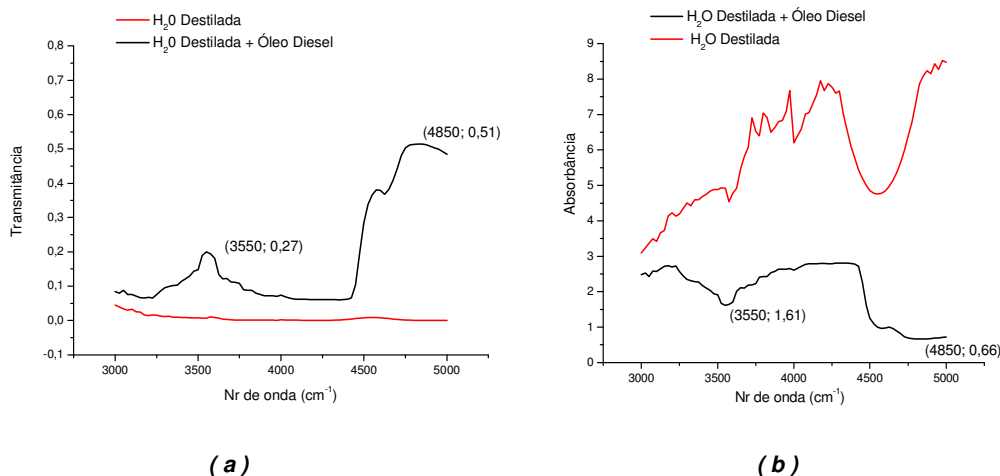 H₂0 Destilada
H₂0 Destilada + Óleo Diesel
0,8
0,7
0,6
0,5
0,4
0,3
0,2
0,1
0,0
-0,1
Transmitância
(4850; 0,51)
(3550; 0,27)
3000 3500 4000 4500 5000
Nr de onda (cm⁻¹)
(a)
H₂O Destilada + Óleo Diesel
H₂O Destilada
9
8
7
6
5
4
3
2
1
0
Absorbância
(3550; 1,61)
(4850; 0,66)
3000 3500 4000 4500 5000
Nr de onda (cm⁻¹)
(b)